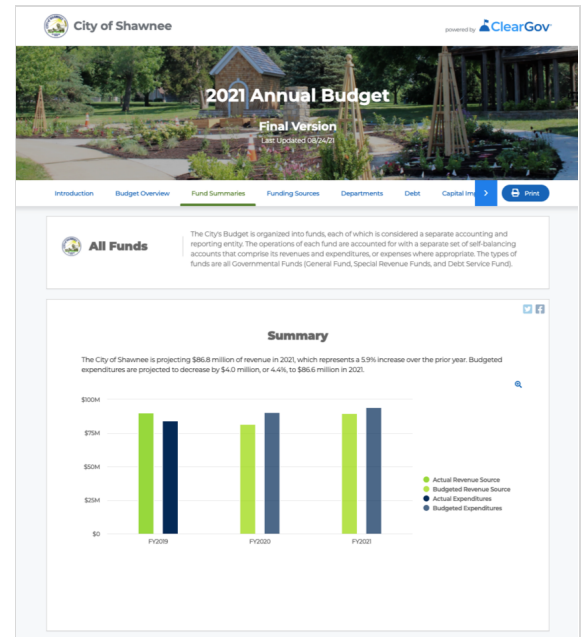 City of Shawnee
powered by ClearGov
2021 Annual Budget
Final Version
Last Updated 08/24/21
Introduction
Budget Overview
Fund Summaries
Funding Sources
Departments
Debt
Capital Im
Print
All Funds
The City's Budget is organized into funds, each of which is considered a separate accounting and
reporting entity. The operations of each fund are accounted for with a separate set of self-balancing
accounts that comprise its revenues and expenditures, or expenses where appropriate. The types of
funds are all Governmental Funds (General Fund, Special Revenue Funds, and Debt Service Fund).
Summary
The City of Shawnee is projecting $86.8 million of revenue in 2021, which represents a 5.9% increase over the prior year. Budgeted
expenditures are projected to decrease by $4.0 million, or 4.4%, to $86.6 million in 2021.
$100M
$75M
$50M
$25M
$0
FY2019
FY2020
FY2021
Actual Revenue Source
Budgeted Revenue Source
Actual Expenditures
Budgeted Expenditures